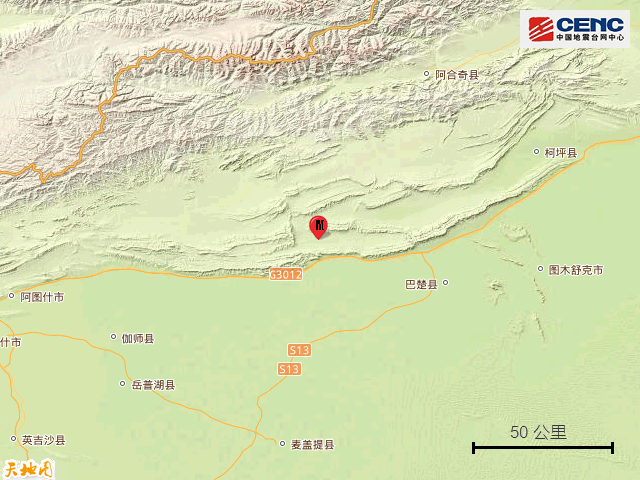 CENC
中国地震台网中心
阿合奇县
柯坪县
图木舒克市
巴楚县
G3012
阿图什市
什市
伽师县
S13
S13
岳普湖县
英吉沙县
麦盖提县
50 公里
天地图